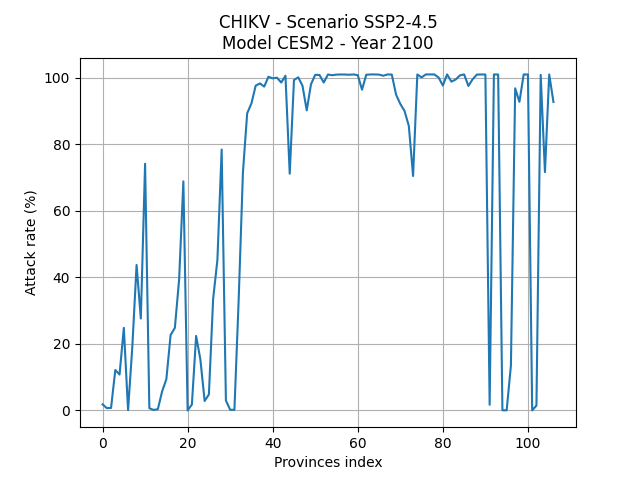 CHIKV - Scenario SSP2-4.5
Model CESM2 - Year 2100
100
80
60
40
20
0
Attack rate (%)
0 20 40 60 80 100
Provinces index